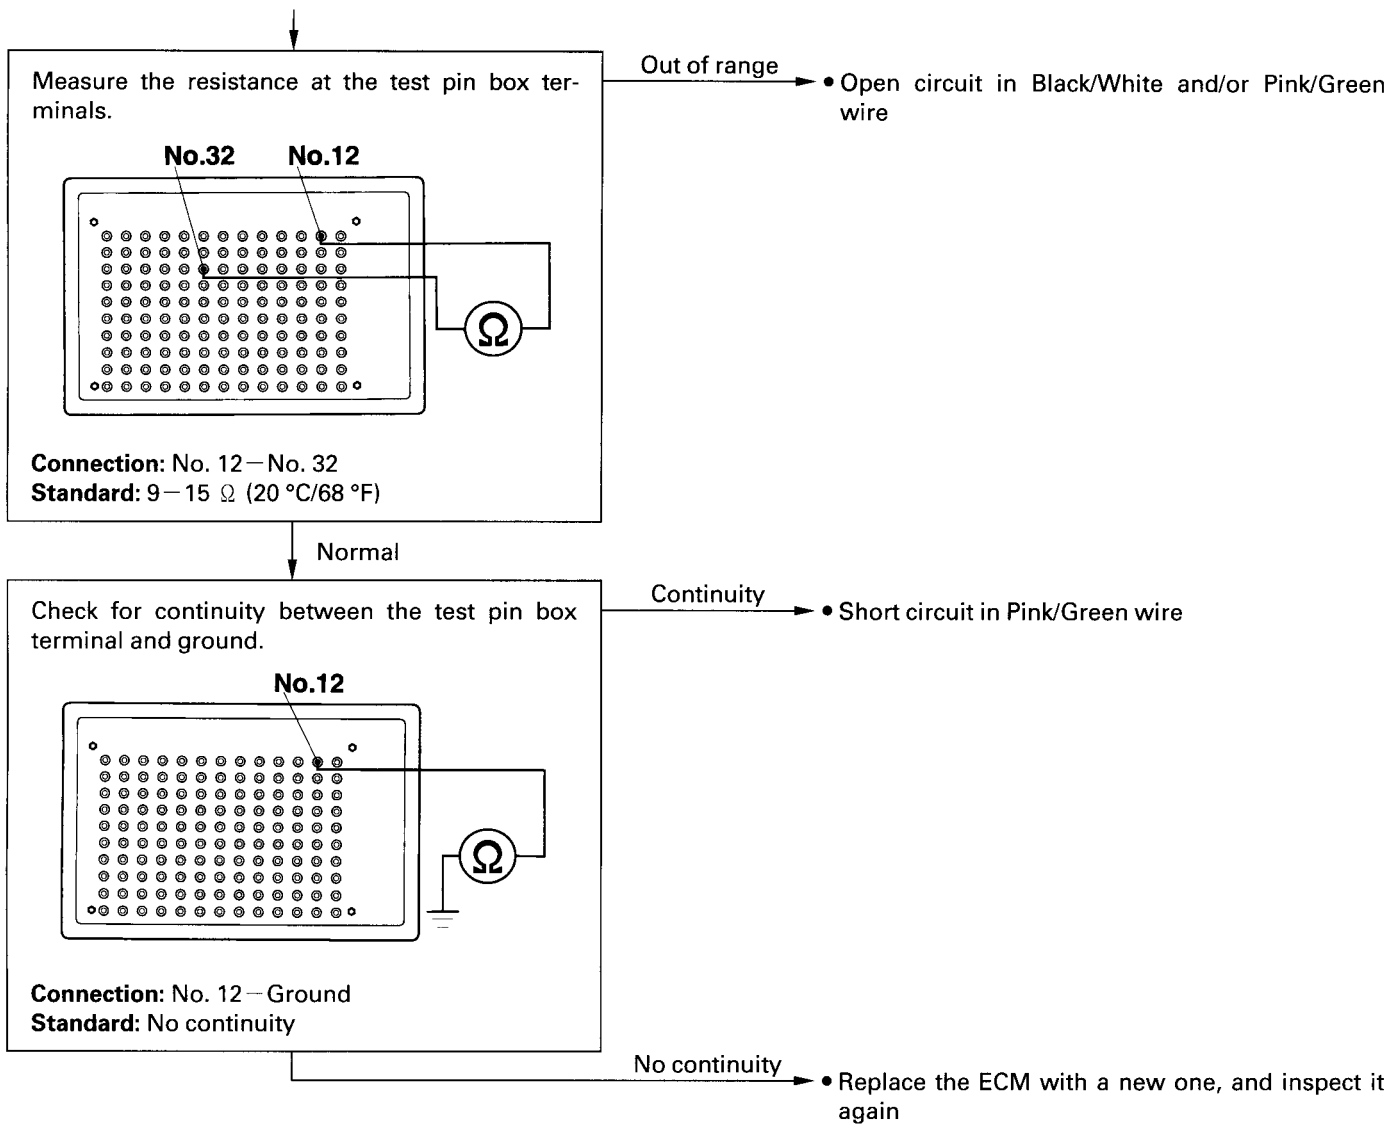 Measure the resistance at the test pin box ter-
minals.
Out of range
• Open circuit in Black/White and/or Pink/Green
wire
No.32 No.12
Ω
Connection: No. 12－No. 32
Standard: 9－15 Ω (20 °C/68 °F)
Normal
Check for continuity between the test pin box
terminal and ground.
Continuity
• Short circuit in Pink/Green wire
No.12
Ω
Connection: No. 12－Ground
Standard: No continuity
No continuity
• Replace the ECM with a new one, and inspect it
again